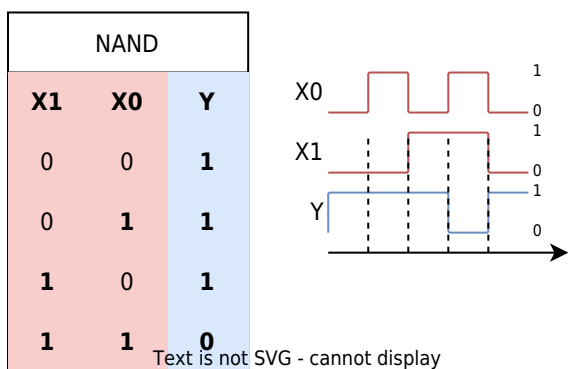 NAND
X1 X0 Y
0 0 1
0 1 1
1 0 1
1 1 0
X0 1
0
X1 1
0
Y 1
0
Text is not SVG - cannot display